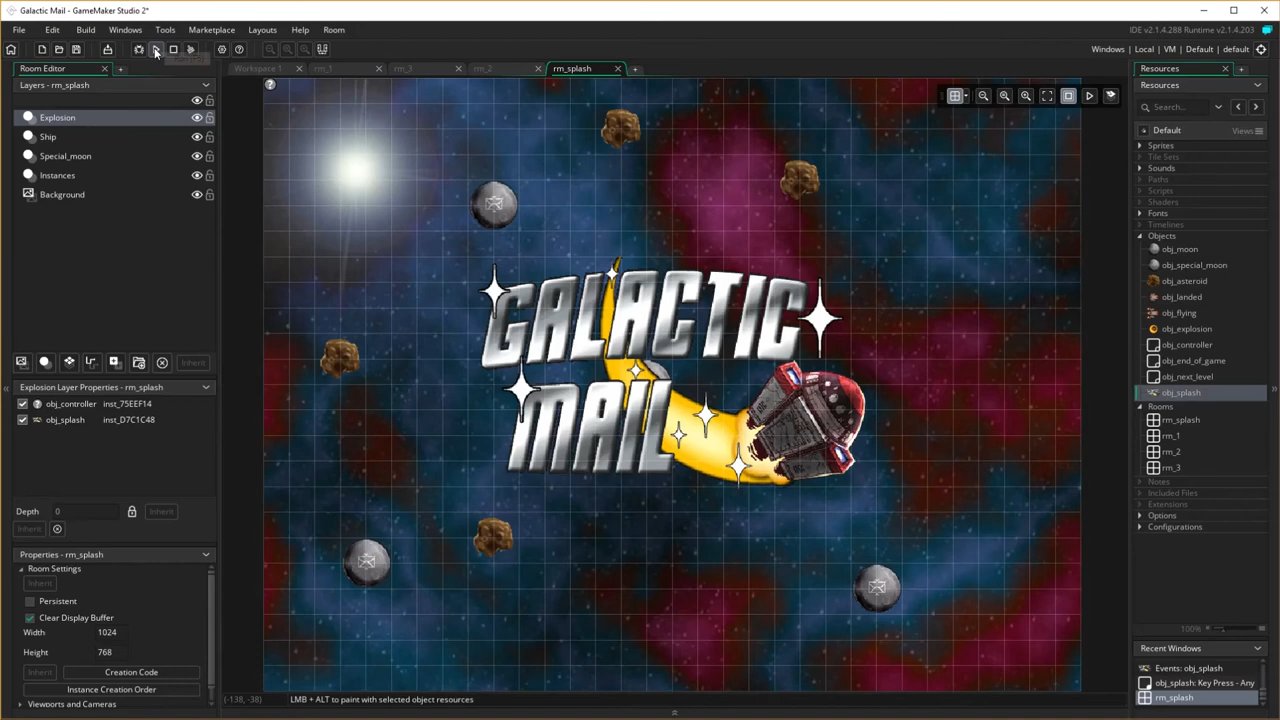 Galactic Mail - GameMaker Studio 2*
File Edit Build Windows Tools Marketplace Layouts Help Room
IDE v2.1.4.288 Runtime v2.1.4.203
Windows | Local | VM | Default | default
Room Editor
Workspace 1 rm_1 rm_3 rm_2 rm_splash
Resources
Layers - rm_splash
Explosion
Ship
Special_moon
Instances
Background
Inherit
Explosion Layer Properties - rm_splash
obj_controller inst_75EEF14
obj_splash inst_D7C1C48
Depth 0 Inherit
Inherit
Properties - rm_splash
Room Settings
Inherit
Persistent
Clear Display Buffer
Width 1024
Height 768
Inherit Creation Code
Instance Creation Order
Viewports and Cameras
GALACTIC
MAIL
(-138, -38) LMB + ALT to paint with selected object resources
Resources
Search...
Default Views
Sprites
Tile Sets
Sounds
Paths
Scripts
Shaders
Fonts
Timelines
Objects
obj_moon
obj_special_moon
obj_asteroid
obj_landed
obj_flying
obj_explosion
obj_controller
obj_end_of_game
obj_next_level
obj_splash
Rooms
rm_splash
rm_1
rm_2
rm_3
Notes
Included Files
Extensions
Options
Configurations
100%
Recent Windows
Events: obj_splash
obj_splash: Key Press - Any
rm_splash